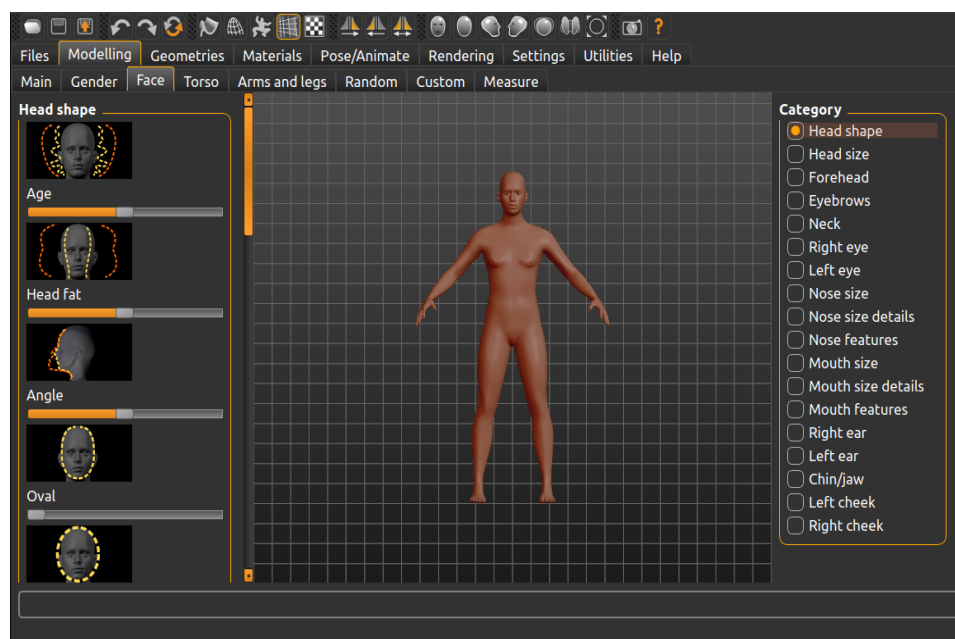 Files Modelling Geometries Materials Pose/Animate Rendering Settings Utilities Help
Main Gender Face Torso Arms and legs Random Custom Measure
Head shape
Age
Head fat
Angle
Oval
Category
Head shape
Head size
Forehead
Eyebrows
Neck
Right eye
Left eye
Nose size
Nose size details
Nose features
Mouth size
Mouth size details
Mouth features
Right ear
Left ear
Chin/jaw
Left cheek
Right cheek